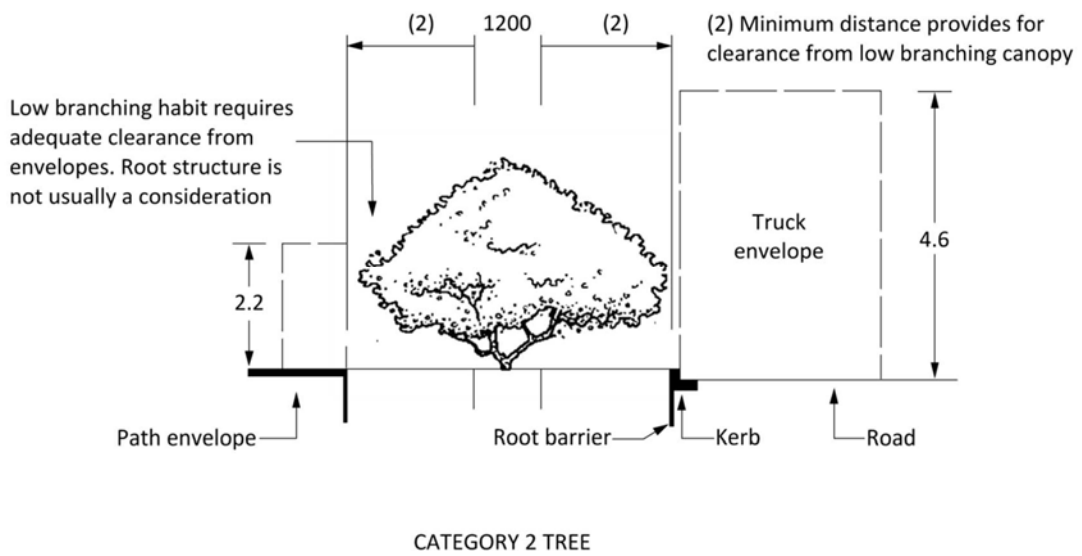 (2) 1200 (2)
(2) Minimum distance provides for
clearance from low branching canopy
Low branching habit requires
adequate clearance from
envelopes. Root structure is
not usually a consideration
Truck
envelope
4.6
2.2
Path envelope
Root barrier
Kerb
Road
CATEGORY 2 TREE